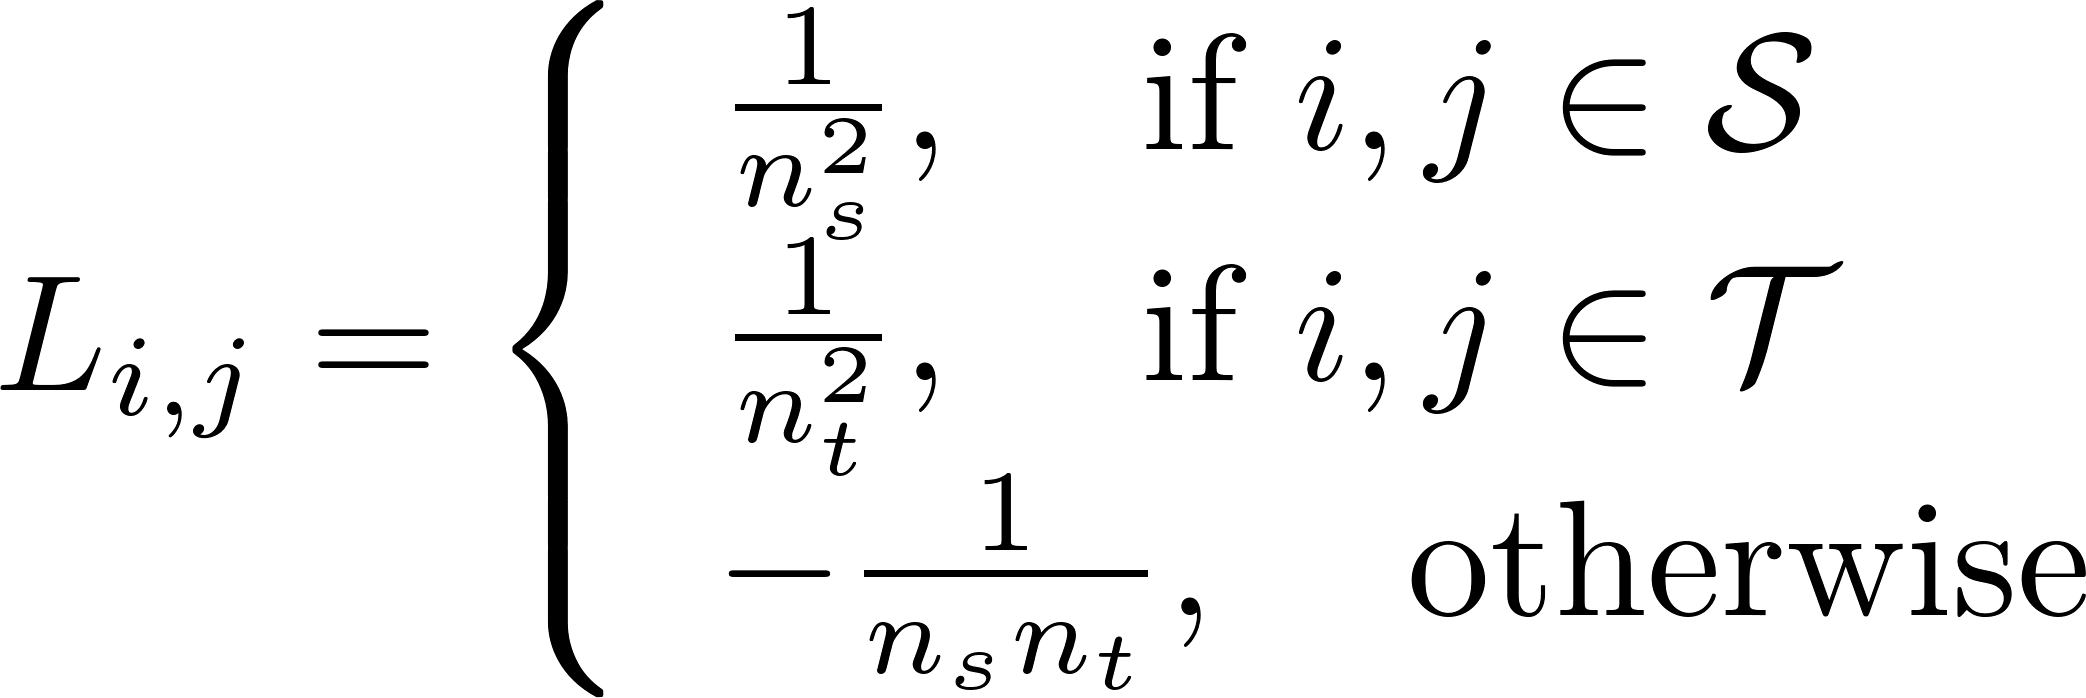 L_{i,j} = \begin{cases} \frac{1}{n_s^2}, & \text{if } i,j \in \mathcal{S} \\ \frac{1}{n_t^2}, & \text{if } i,j \in \mathcal{T} \\ -\frac{1}{n_s n_t}, & \text{otherwise} \end{cases}